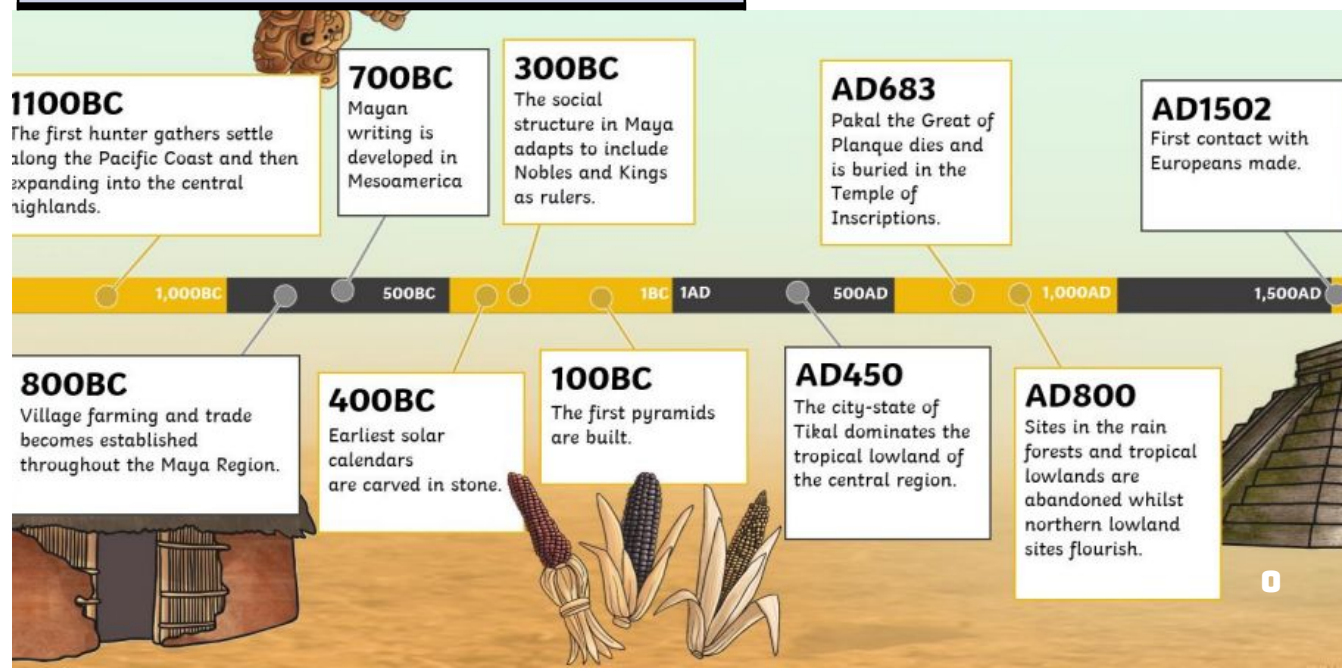 1100BC
The first hunter gathers settle
along the Pacific Coast and then
expanding into the central
highlands.
700BC
Mayan
writing is
developed in
Mesoamerica
300BC
The social
structure in Maya
adapts to include
Nobles and Kings
as rulers.
AD683
Pakal the Great of
Planque dies and
is buried in the
Temple of
Inscriptions.
AD1502
First contact with
Europeans made.
1,000BC
500BC
1BC
1AD
500AD
1,000AD
1,500AD
800BC
Village farming and trade
becomes established
throughout the Maya Region.
400BC
Earliest solar
calendars
are carved in stone.
100BC
The first pyramids
are built.
AD450
The city-state of
Tikal dominates the
tropical lowland of
the central region.
AD800
Sites in the rain
forests and tropical
lowlands are
abandoned whilst
northern lowland
sites flourish.
0